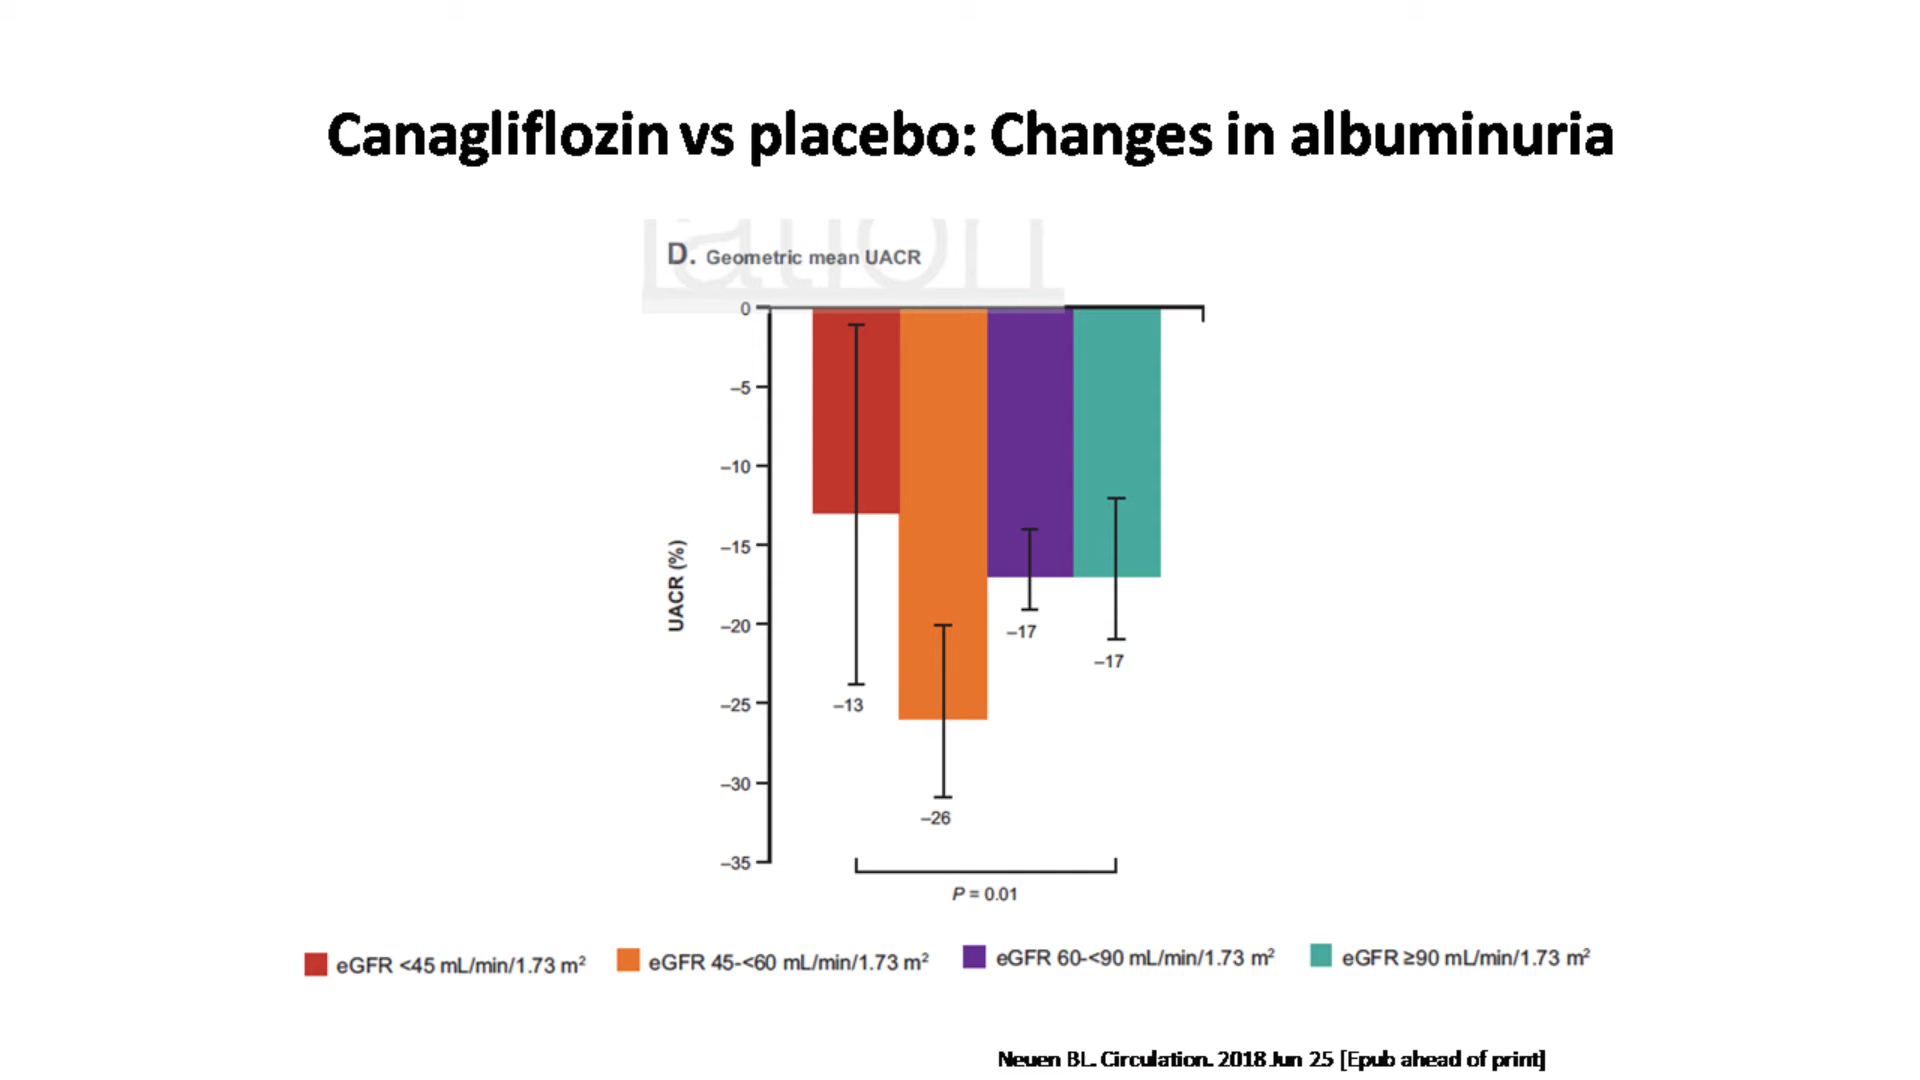 Canagliflozin vs placebo: Changes in albuminuria
ation
D. Geometric mean UACR
0
–5
–10
–15
–20
–25
–30
–35
UACR (%)
–13
–26
–17
–17
P = 0.01
eGFR <45 mL/min/1.73 m²
eGFR 45-<60 mL/min/1.73 m²
eGFR 60-<90 mL/min/1.73 m²
eGFR ≥90 mL/min/1.73 m²
Neuen BL. Circulation. 2018 Jun 25 [Epub ahead of print]